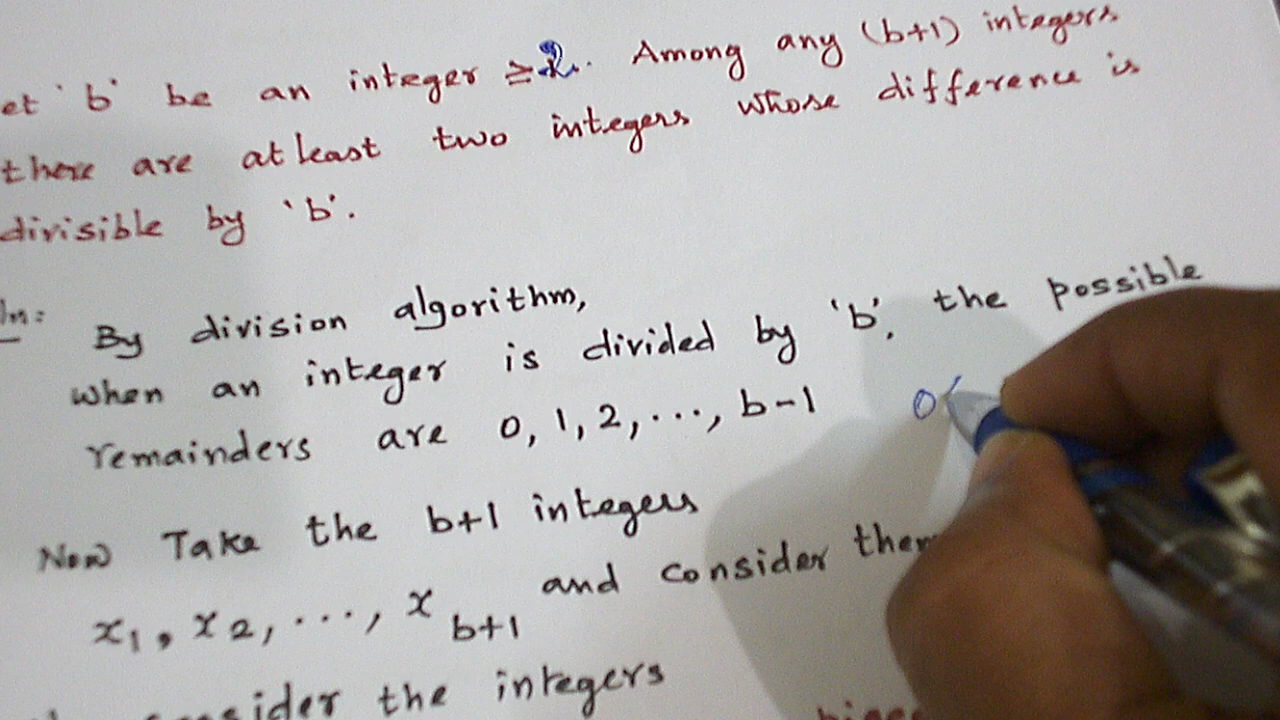 et 'b' be an integer ≥ 2. Among any (b+1) integers
there are atleast two integers whose difference is
divisible by 'b'.
ln:
By division algorithm,
when an integer is divided by 'b', the possible
remainders are 0, 1, 2, ..., b-1 0
Now Take the b+1 integers
x1, x2, ..., x b+1 and consider them
the integers